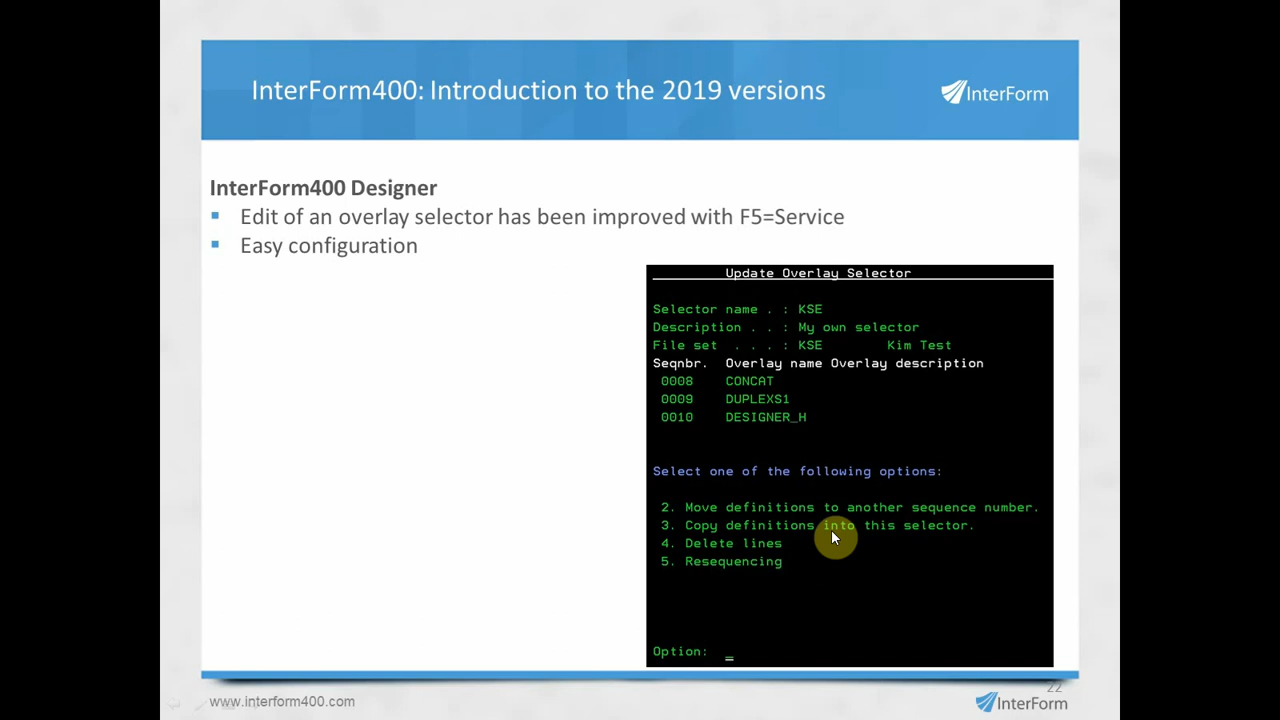 InterForm400: Introduction to the 2019 versions
InterForm
InterForm400 Designer
Edit of an overlay selector has been improved with F5=Service
Easy configuration
Update Overlay Selector
Selector name . : KSE
Description . . : My own selector
File set . . . : KSE Kim Test
Seqnbr. Overlay name Overlay description
0008 CONCAT
0009 DUPLEXS1
0010 DESIGNER_H
Select one of the following options:
2. Move definitions to another sequence number.
3. Copy definitions into this selector.
4. Delete lines
5. Resequencing
Option: _
22
www.interform400.com
InterForm